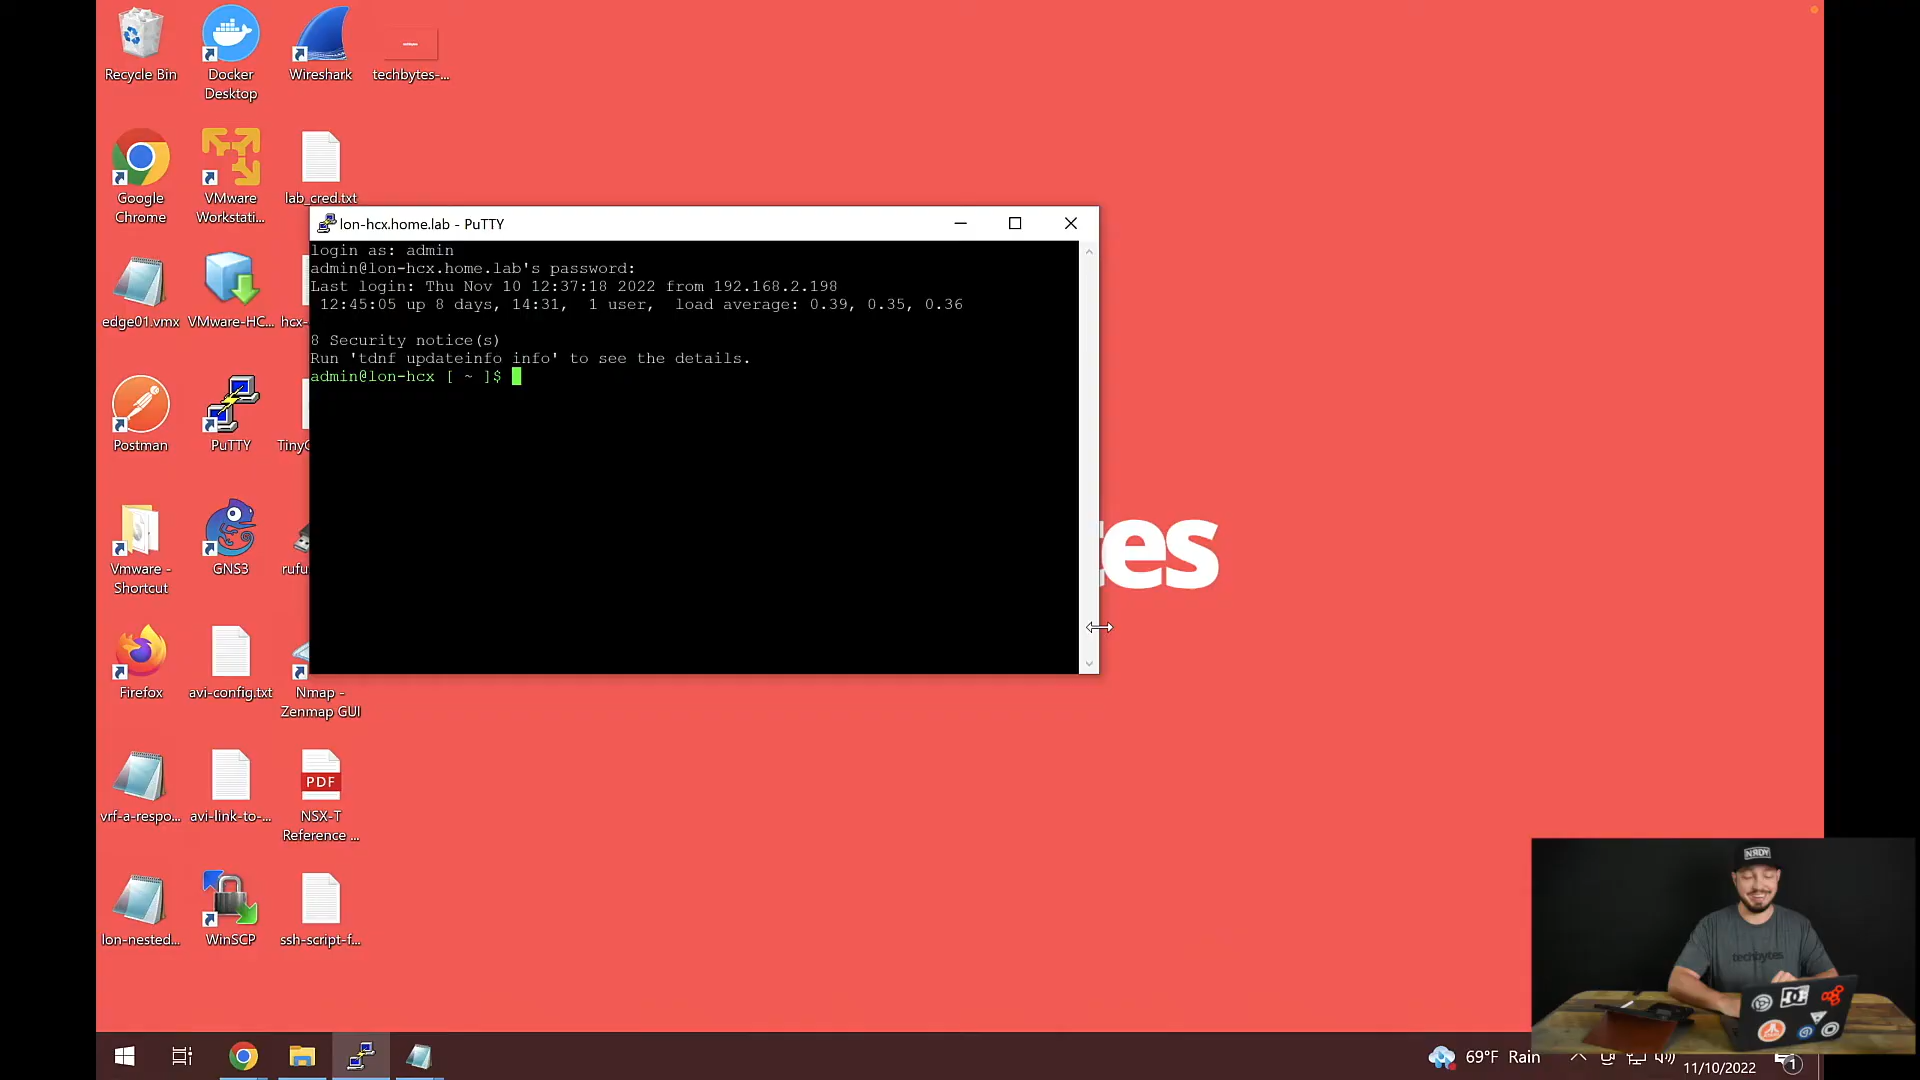 Recycle Bin
Docker
Desktop
Wireshark
techbytes-...
Google
Chrome
VMware
Workstati...
lab_cred.txt
lon-hcx.home.lab - PuTTY
login as: admin
admin@lon-hcx.home.lab's password:
Last login: Thu Nov 10 12:37:18 2022 from 192.168.2.198
12:45:05 up 8 days, 14:31, 1 user, load average: 0.39, 0.35, 0.36
8 Security notice(s)
Run 'tdnf updateinfo info' to see the details.
admin@lon-hcx [ ~ ]$
edge01.vmx
VMware-HC...
hcx-
Postman
PuTTY
Tiny
Vmware -
Shortcut
GNS3
rufu
es
Firefox
avi-config.txt
Nmap -
Zenmap GUI
vrf-a-respo...
avi-link-to-...
PDF
NSX-T
Reference ...
lon-nested...
WinSCP
ssh-script-f...
NRDY
techbytes
69°F Rain
11/10/2022
1